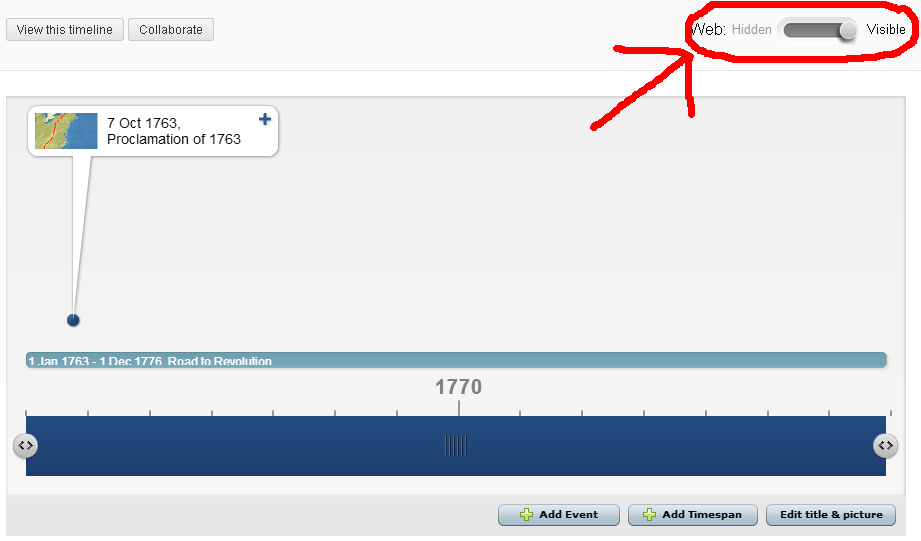 View this timeline Collaborate Web: Hidden Visible
7 Oct 1763,
Proclamation of 1763
1 Jan 1763 - 1 Dec 1776 Road to Revolution
1770
Add Event Add Timespan Edit title & picture